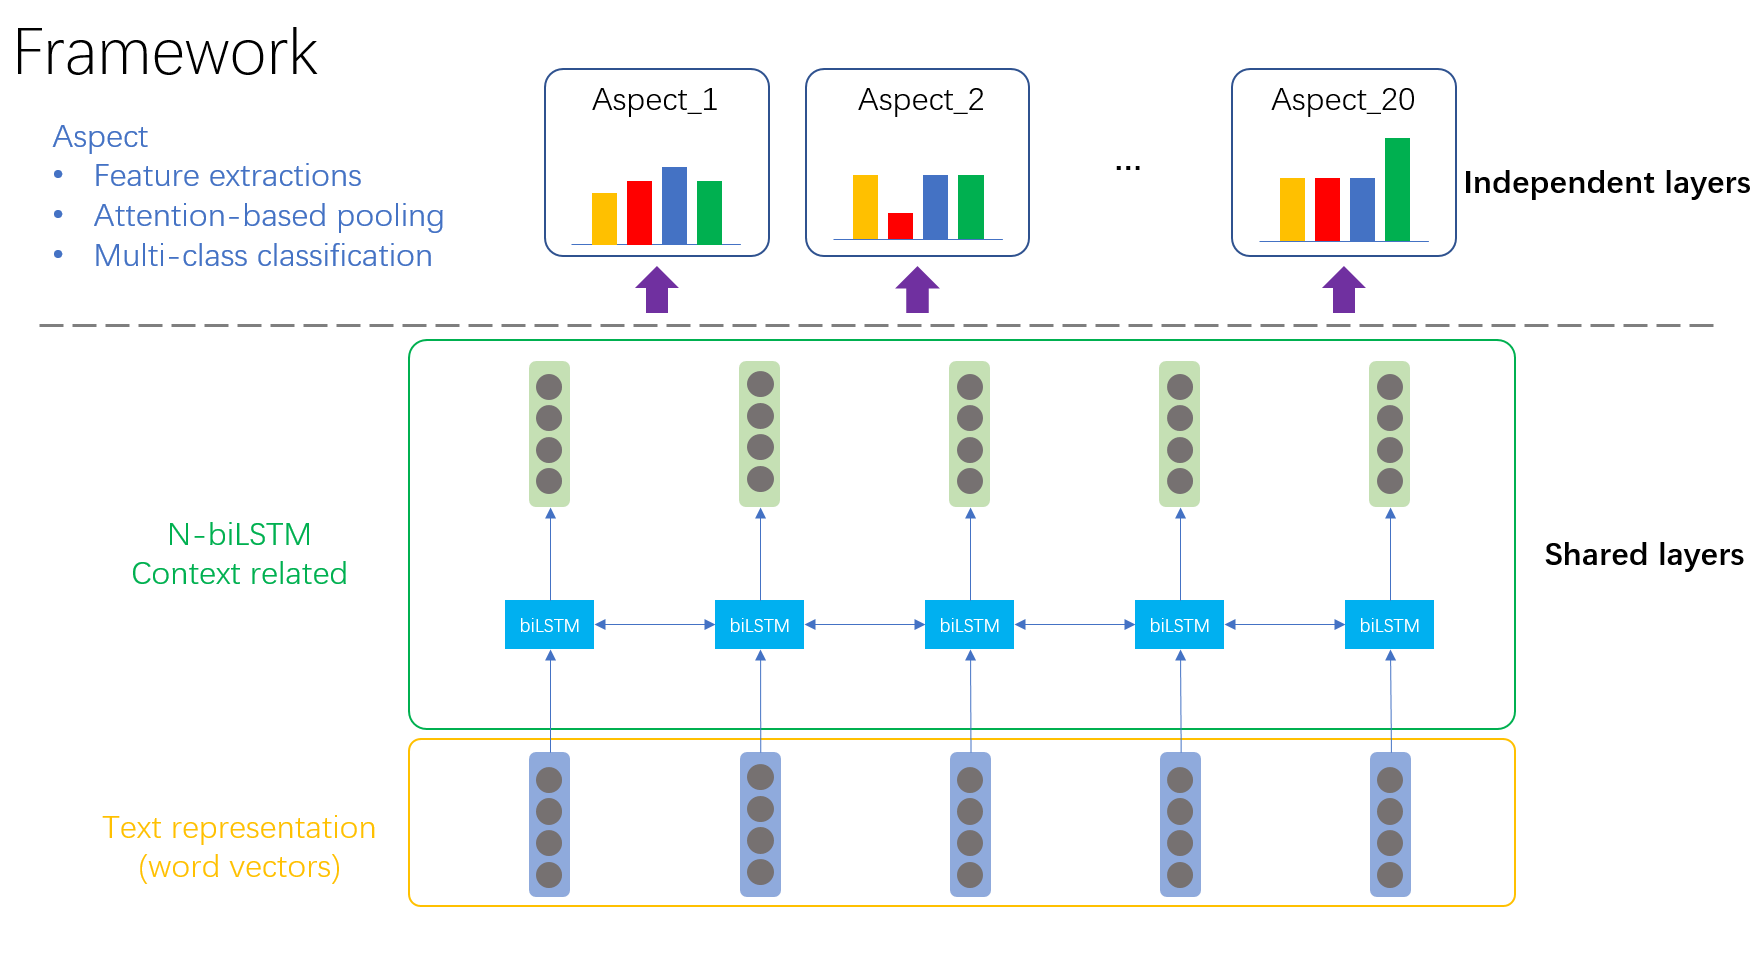 Framework
Aspect
• Feature extractions
• Attention-based pooling
• Multi-class classification
Aspect_1
Aspect_2
...
Aspect_20
Independent layers
N-biLSTM
Context related
biLSTM
biLSTM
biLSTM
biLSTM
biLSTM
Shared layers
Text representation
(word vectors)